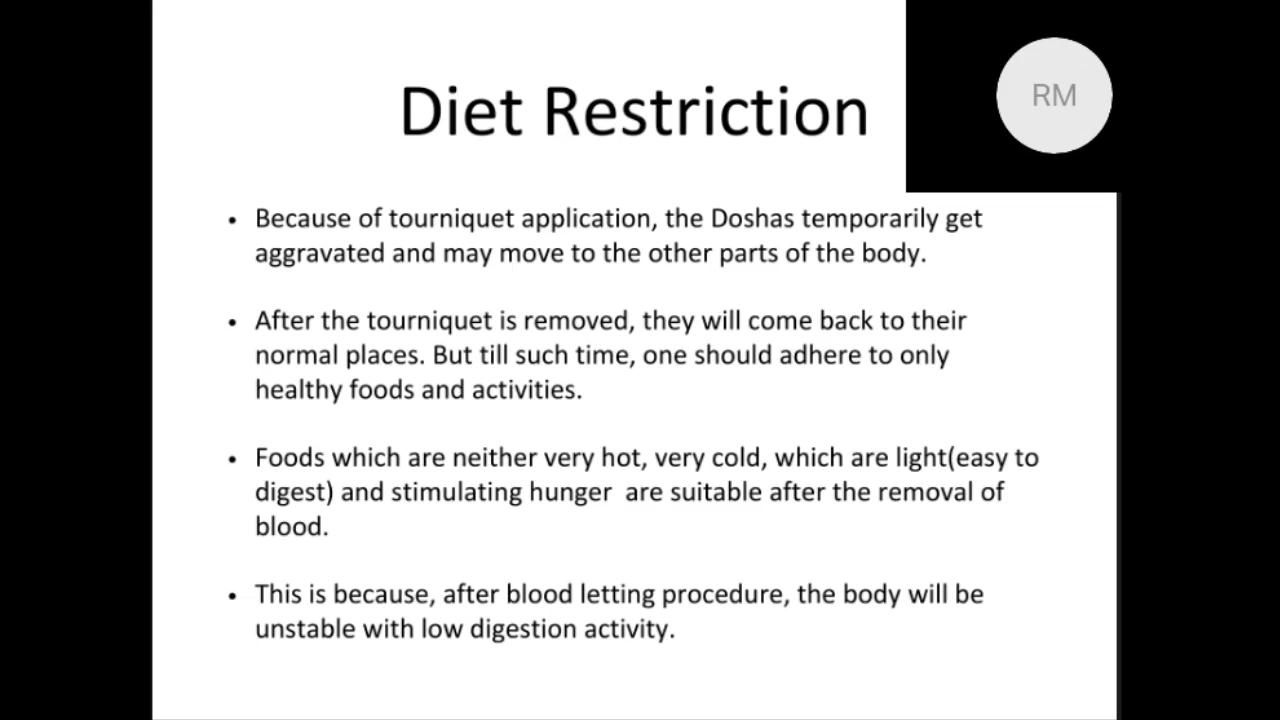 Diet Restriction
RM
• Because of tourniquet application, the Doshas temporarily get
aggravated and may move to the other parts of the body.
• After the tourniquet is removed, they will come back to their
normal places. But till such time, one should adhere to only
healthy foods and activities.
• Foods which are neither very hot, very cold, which are light(easy to
digest) and stimulating hunger  are suitable after the removal of
blood.
• This is because, after blood letting procedure, the body will be
unstable with low digestion activity.